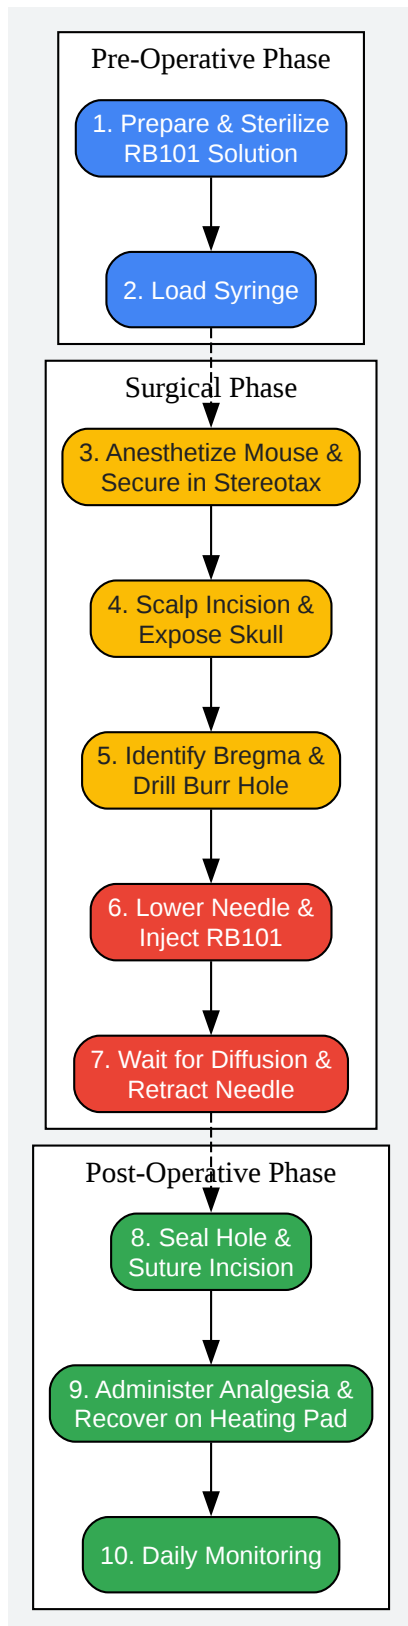 Pre-Operative Phase
1. Prepare & Sterilize
RB101 Solution
2. Load Syringe
Surgical Phase
3. Anesthetize Mouse &
Secure in Stereotax
4. Scalp Incision &
Expose Skull
5. Identify Bregma &
Drill Burr Hole
6. Lower Needle &
Inject RB101
7. Wait for Diffusion &
Retract Needle
Post-Operative Phase
8. Seal Hole &
Suture Incision
9. Administer Analgesia &
Recover on Heating Pad
10. Daily Monitoring